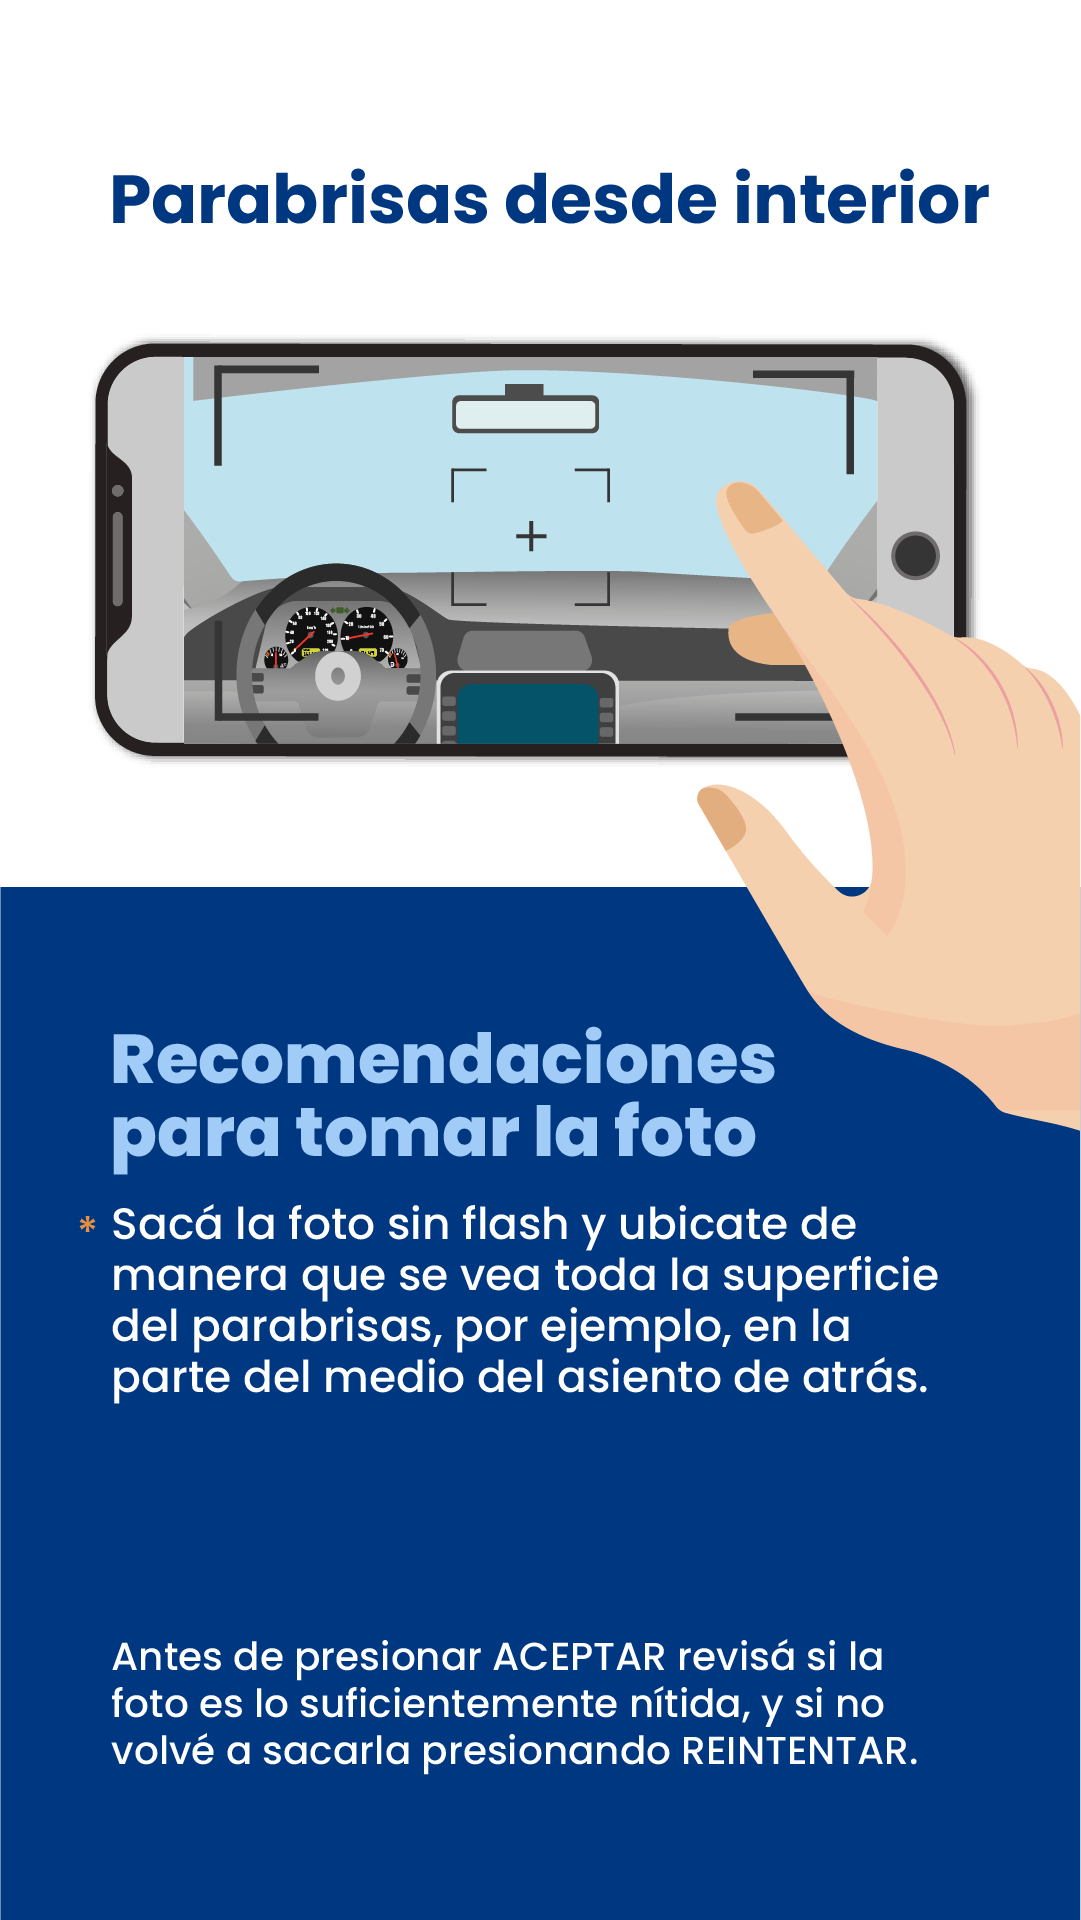 Parabrisas desde interior
Recomendaciones
para tomar la foto
* Sacá la foto sin flash y ubicate de
manera que se vea toda la superficie
del parabrisas, por ejemplo, en la
parte del medio del asiento de atrás.
Antes de presionar ACEPTAR revisá si la
foto es lo suficientemente nítida, y si no
volvé a sacarla presionando REINTENTAR.